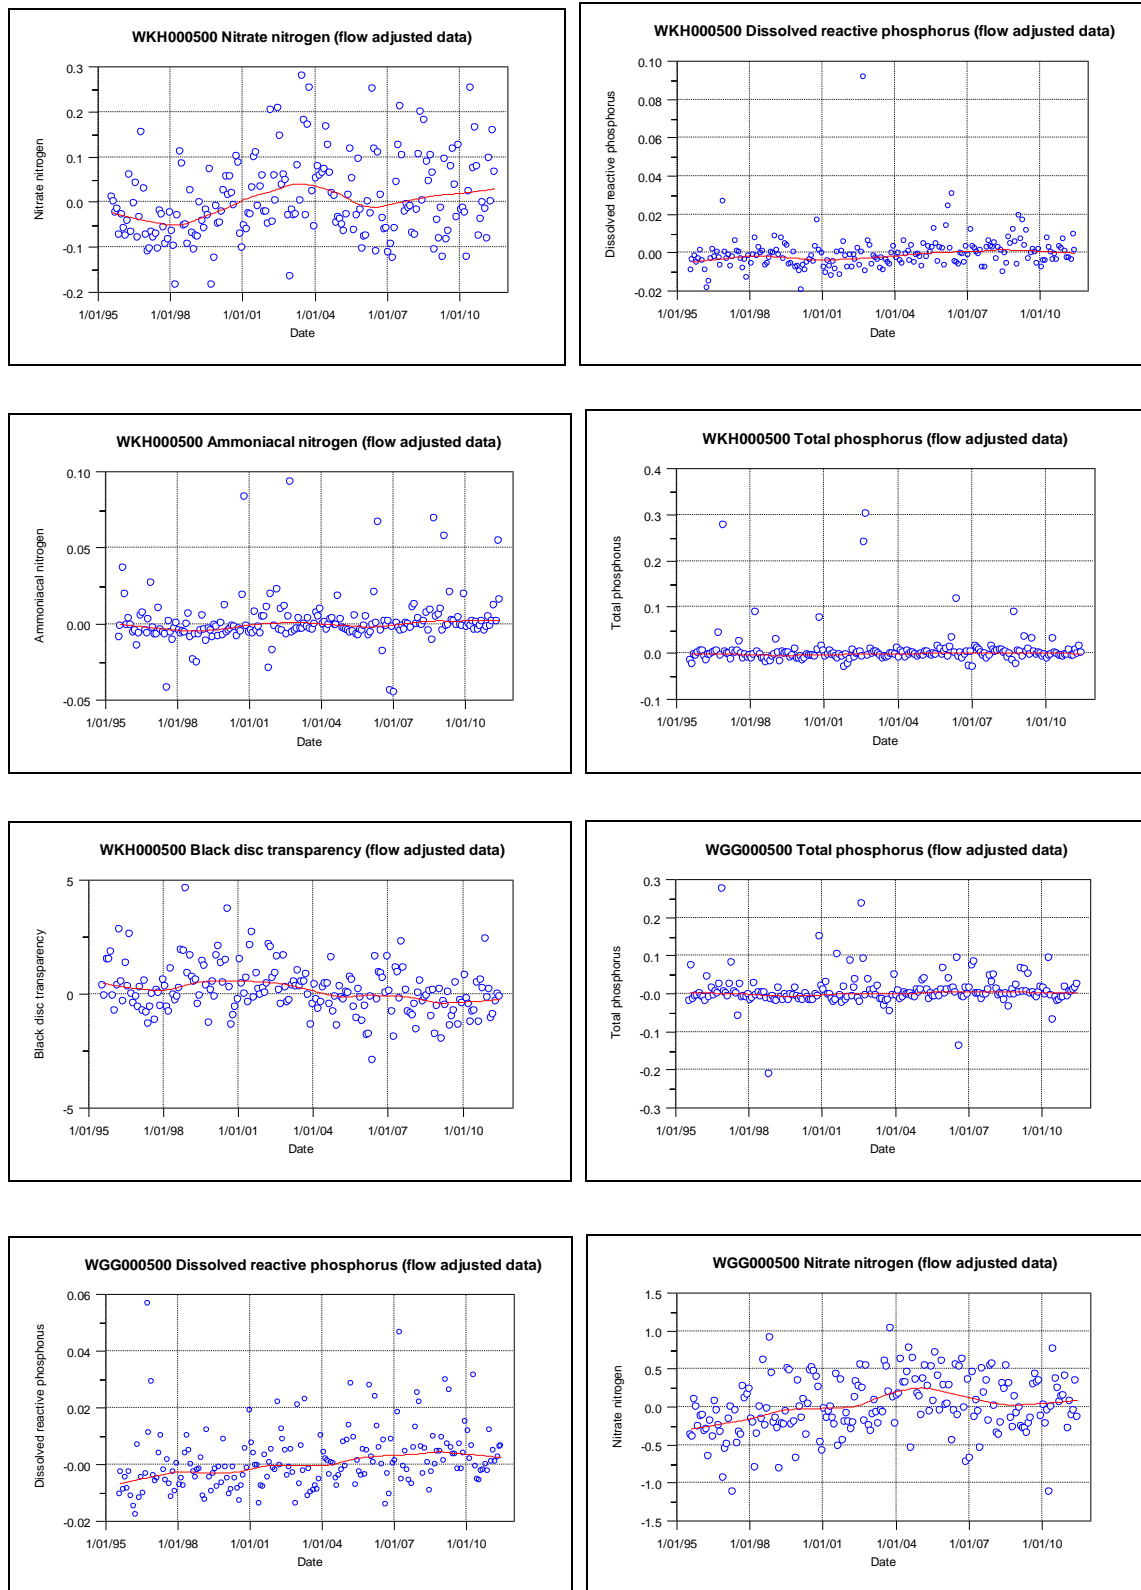 WKH000500 Nitrate nitrogen (flow adjusted data)
0.3
0.2
0.1
0.0
-0.1
-0.2
Nitrate nitrogen
1/01/95 1/01/98 1/01/01 1/01/04 1/01/07 1/01/10
Date
WKH000500 Dissolved reactive phosphorus (flow adjusted data)
0.10
0.08
0.06
0.04
0.02
0.00
-0.02
Dissolved reactive phosphorus
1/01/95 1/01/98 1/01/01 1/01/04 1/01/07 1/01/10
Date
WKH000500 Ammoniacal nitrogen (flow adjusted data)
0.10
0.05
0.00
-0.05
Ammoniacal nitrogen
1/01/95 1/01/98 1/01/01 1/01/04 1/01/07 1/01/10
Date
WKH000500 Total phosphorus (flow adjusted data)
0.4
0.3
0.2
0.1
0.0
-0.1
Total phosphorus
1/01/95 1/01/98 1/01/01 1/01/04 1/01/07 1/01/10
Date
WKH000500 Black disc transparency (flow adjusted data)
5
0
-5
Black disc transparency
1/01/95 1/01/98 1/01/01 1/01/04 1/01/07 1/01/10
Date
WGG000500 Total phosphorus (flow adjusted data)
0.3
0.2
0.1
-0.0
-0.1
-0.2
-0.3
Total phosphorus
1/01/95 1/01/98 1/01/01 1/01/04 1/01/07 1/01/10
Date
WGG000500 Dissolved reactive phosphorus (flow adjusted data)
0.06
0.04
0.02
-0.00
-0.02
Dissolved reactive phosphorus
1/01/95 1/01/98 1/01/01 1/01/04 1/01/07 1/01/10
Date
WGG000500 Nitrate nitrogen (flow adjusted data)
1.5
1.0
0.5
0.0
-0.5
-1.0
-1.5
Nitrate nitrogen
1/01/95 1/01/98 1/01/01 1/01/04 1/01/07 1/01/10
Date